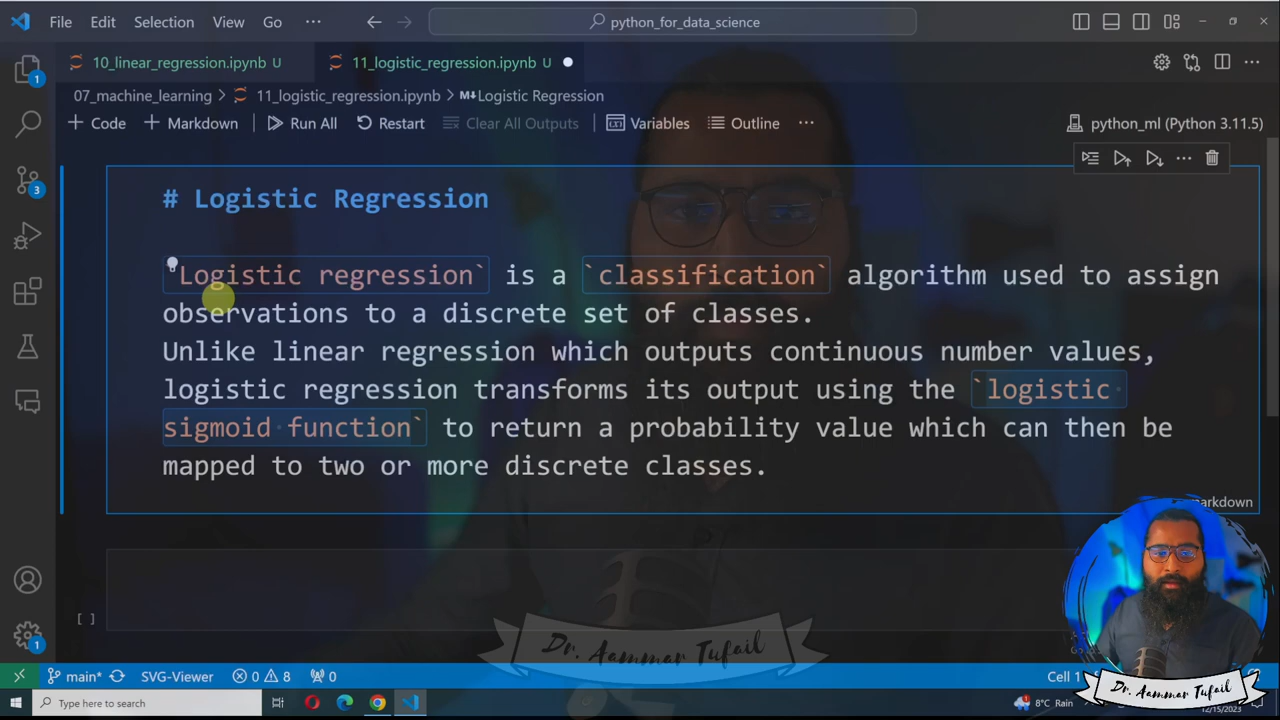 File Edit Selection View Go ··· python_for_data_science
10_linear_regression.ipynb U 11_logistic_regression.ipynb U
07_machine_learning > 11_logistic_regression.ipynb > M↓Logistic Regression
+ Code + Markdown Run All Restart Clear All Outputs Variables Outline ··· python_ml (Python 3.11.5)
# Logistic Regression
`Logistic regression` is a `classification` algorithm used to assign
observations to a discrete set of classes.
Unlike linear regression which outputs continuous number values,
logistic regression transforms its output using the `logistic
sigmoid function` to return a probability value which can then be
mapped to two or more discrete classes.
[ ]
Dr. Aammar Tufail
main* SVG-Viewer 0 8 0 Cell 1
Type here to search 8°C Rain
Dr. Aammar Tufail
12/15/2023